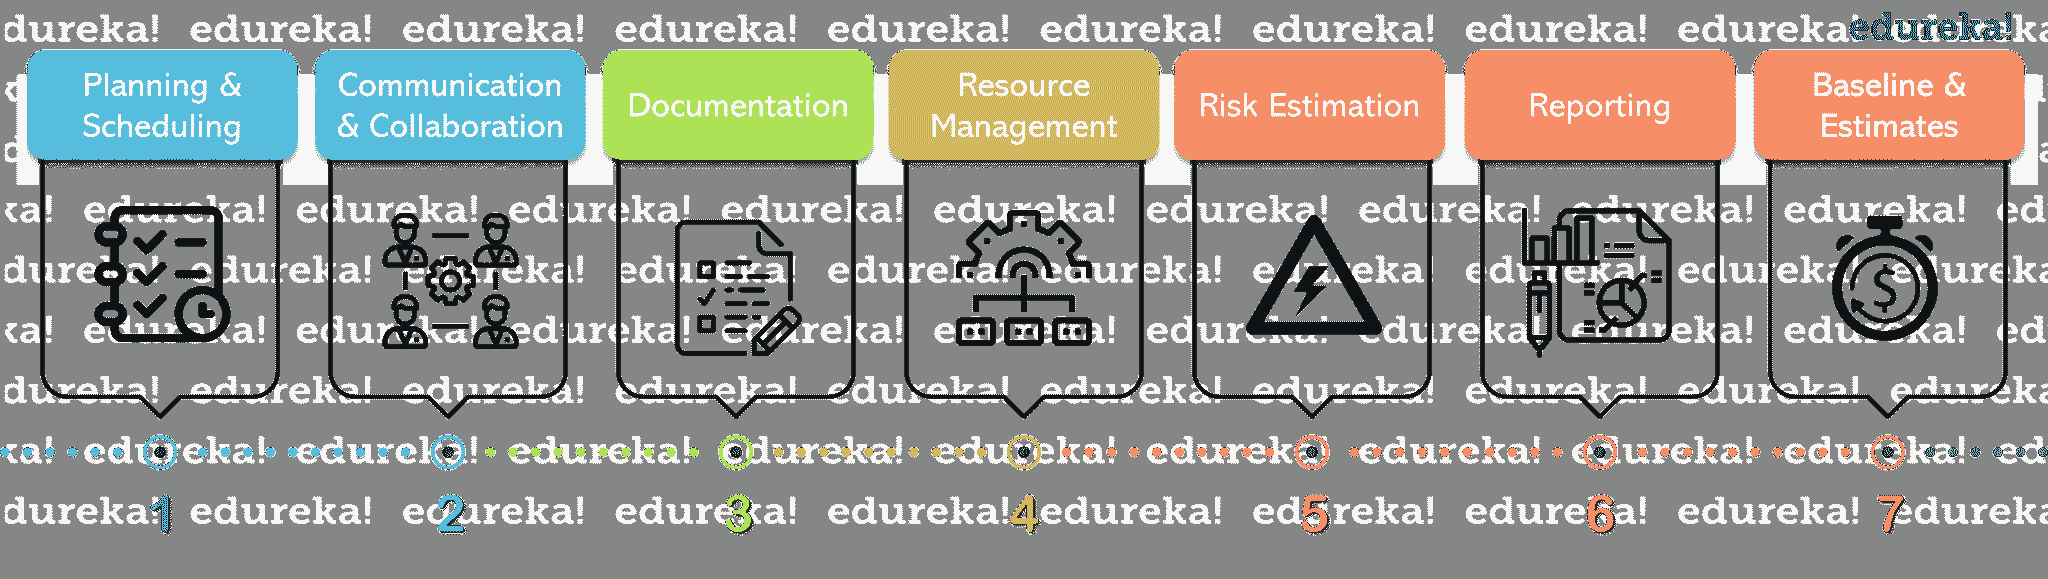 edureka!
Planning &
Scheduling
Communication
& Collaboration
Documentation
Resource
Management
Risk Estimation
Reporting
Baseline &
Estimates
1
2
3
4
5
6
7